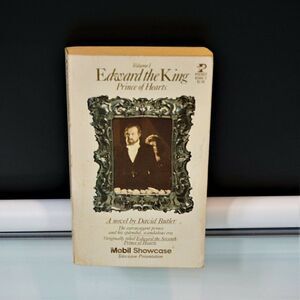 Volume I
Edward the King
Prince of Hearts
A novel by David Butler
The extravagant prince
and his splendid, scandalous era
Originally titled Edward the Seventh
Prince of Hearts
Mobil Showcase
Television Presentation